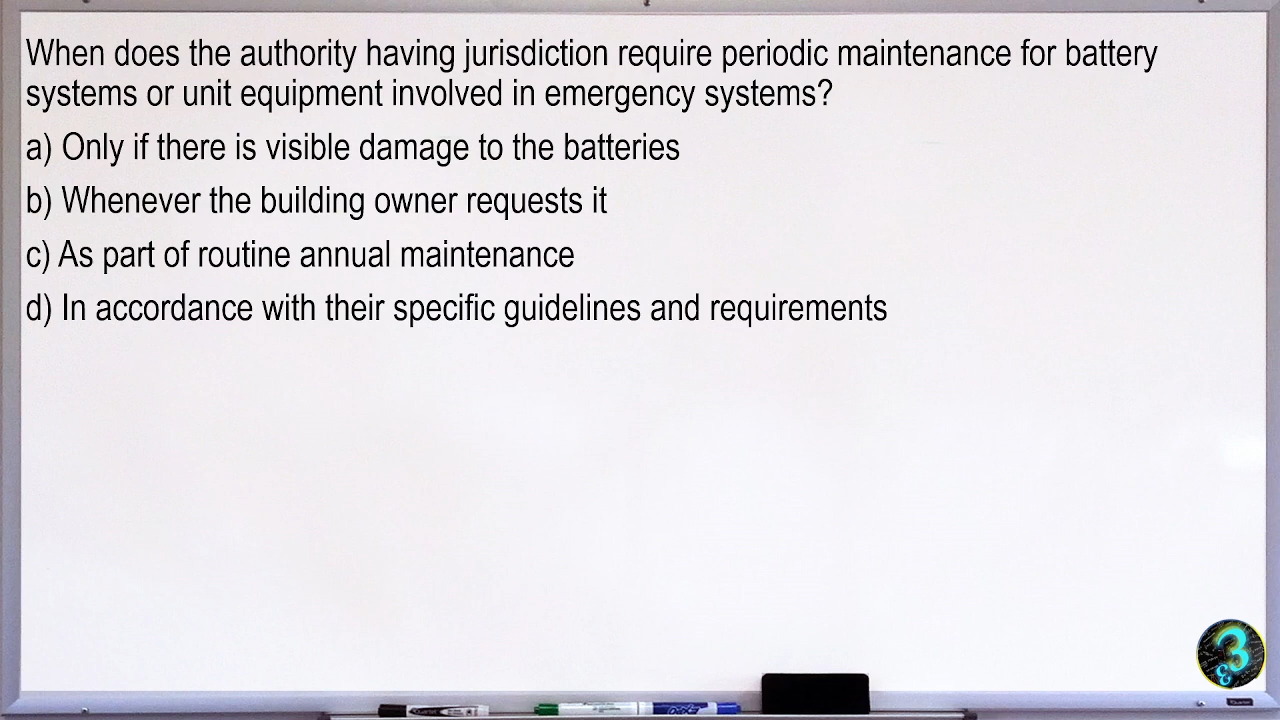 When does the authority having jurisdiction require periodic maintenance for battery
systems or unit equipment involved in emergency systems?
a) Only if there is visible damage to the batteries
b) Whenever the building owner requests it
c) As part of routine annual maintenance
d) In accordance with their specific guidelines and requirements
3